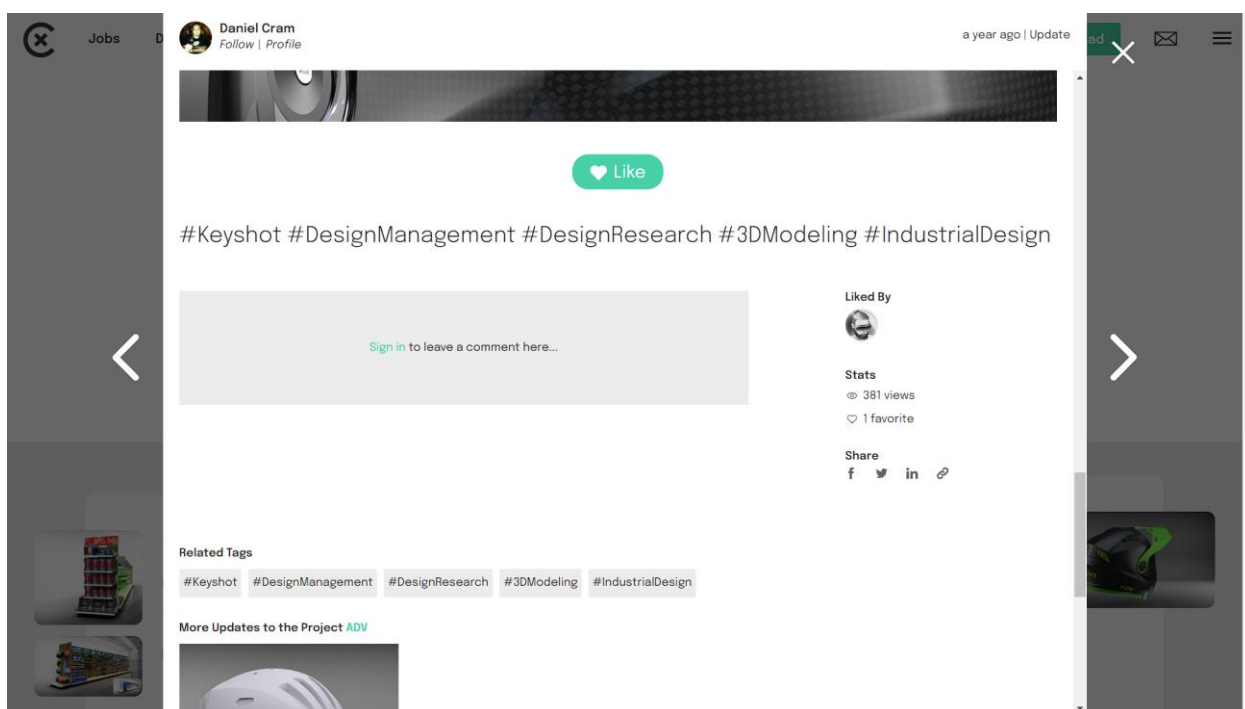 Jobs
Daniel Cram
Follow | Profile
a year ago | Update
Like
#Keyshot #DesignManagement #DesignResearch #3DModeling #IndustrialDesign
Sign in to leave a comment here...
Liked By
Stats
381 views
1 favorite
Share
Related Tags
#Keyshot #DesignManagement #DesignResearch #3DModeling #IndustrialDesign
More Updates to the Project ADV